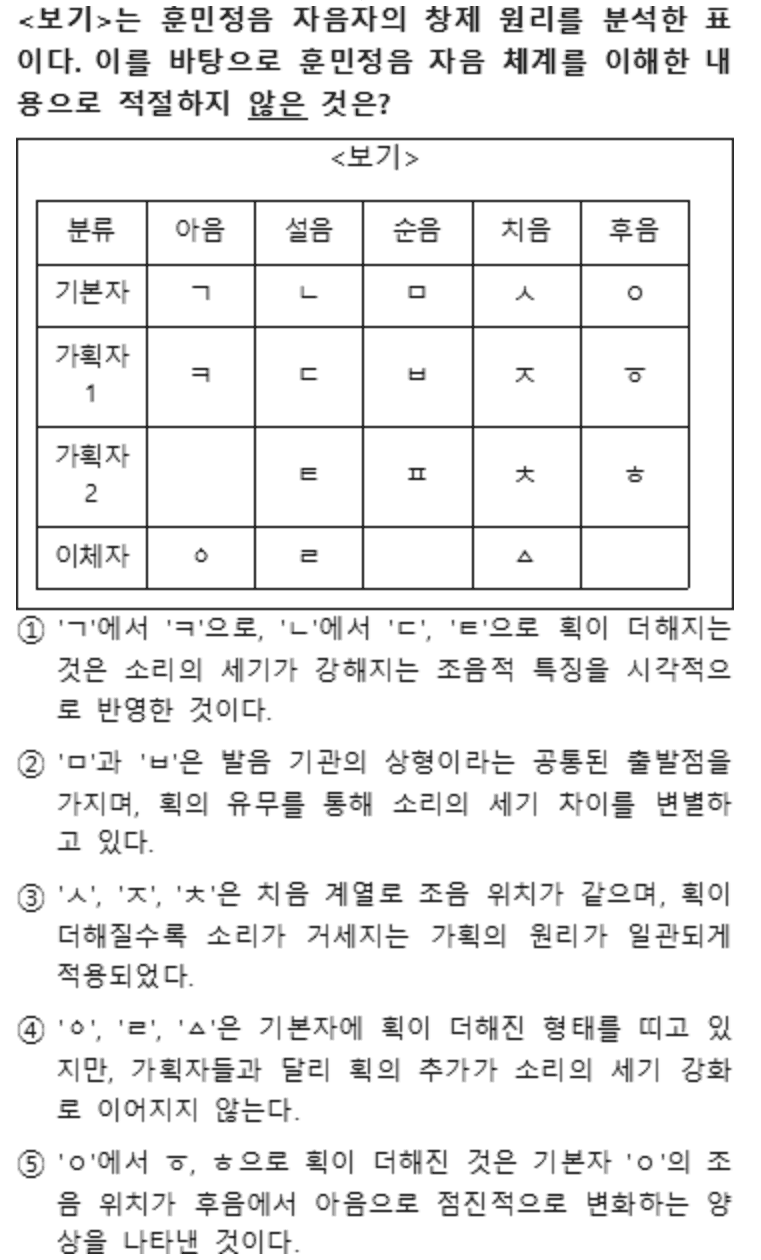 <보기>는 훈민정음 자음자의 창제 원리를 분석한 표
이다. 이를 바탕으로 훈민정음 자음 체계를 이해한 내
용으로 적절하지 않은 것은?
<보기>
분류 아음 설음 순음 치음 후음
기본자 ㄱ ㄴ ㅁ ㅅ ㅇ
가획자
1 ㅋ ㄷ ㅂ ㅈ ㆆ
가획자
2 ㅌ ㅍ ㅊ ㅎ
이체자 ㆁ ㄹ ㅿ
① 'ㄱ'에서 'ㅋ'으로, 'ㄴ'에서 'ㄷ', 'ㅌ'으로 획이 더해지는
것은 소리의 세기가 강해지는 조음적 특징을 시각적으
로 반영한 것이다.
② 'ㅁ'과 'ㅂ'은 발음 기관의 상형이라는 공통된 출발점을
가지며, 획의 유무를 통해 소리의 세기 차이를 변별하
고 있다.
③ 'ㅅ', 'ㅈ', 'ㅊ'은 치음 계열로 조음 위치가 같으며, 획이
더해질수록 소리가 거세지는 가획의 원리가 일관되게
적용되었다.
④ 'ㆁ', 'ㄹ', 'ㅿ'은 기본자에 획이 더해진 형태를 띠고 있
지만, 가획자들과 달리 획의 추가가 소리의 세기 강화
로 이어지지 않는다.
⑤ 'ㅇ'에서 ㆆ, ㅎ으로 획이 더해진 것은 기본자 'ㅇ'의 조
음 위치가 후음에서 아음으로 점진적으로 변화하는 양
상을 나타낸 것이다.